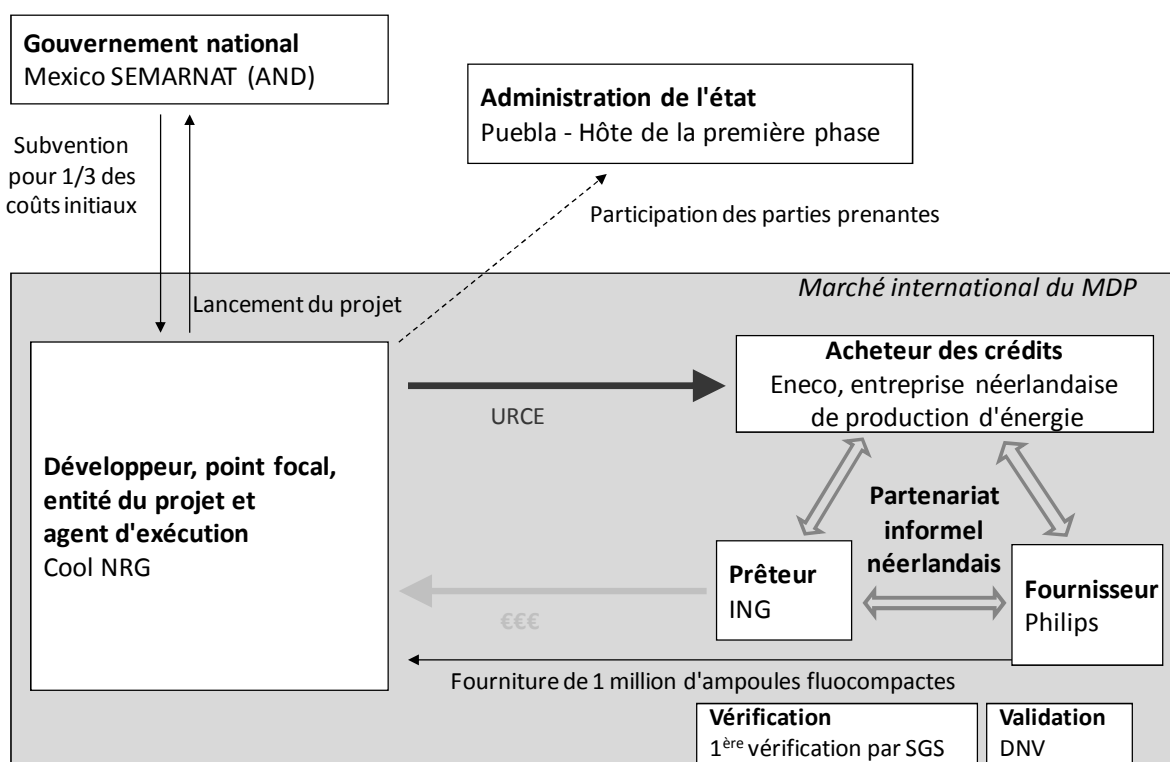 Gouvernement national
Mexico SEMARNAT (AND)
Administration de l'état
Puebla - Hôte de la première phase
Subvention
pour 1/3 des
coûts initiaux
Participation des parties prenantes
Lancement du projet
Marché international du MDP
Acheteur des crédits
Eneco, entreprise néerlandaise
de production d'énergie
URCE
Développeur, point focal,
entité du projet et
agent d'exécution
Cool NRG
Partenariat
informel
néerlandais
Prêteur
ING
Fournisseur
Philips
€€€
Fourniture de 1 million d'ampoules fluocompactes
Vérification
1ère vérification par SGS
Validation
DNV